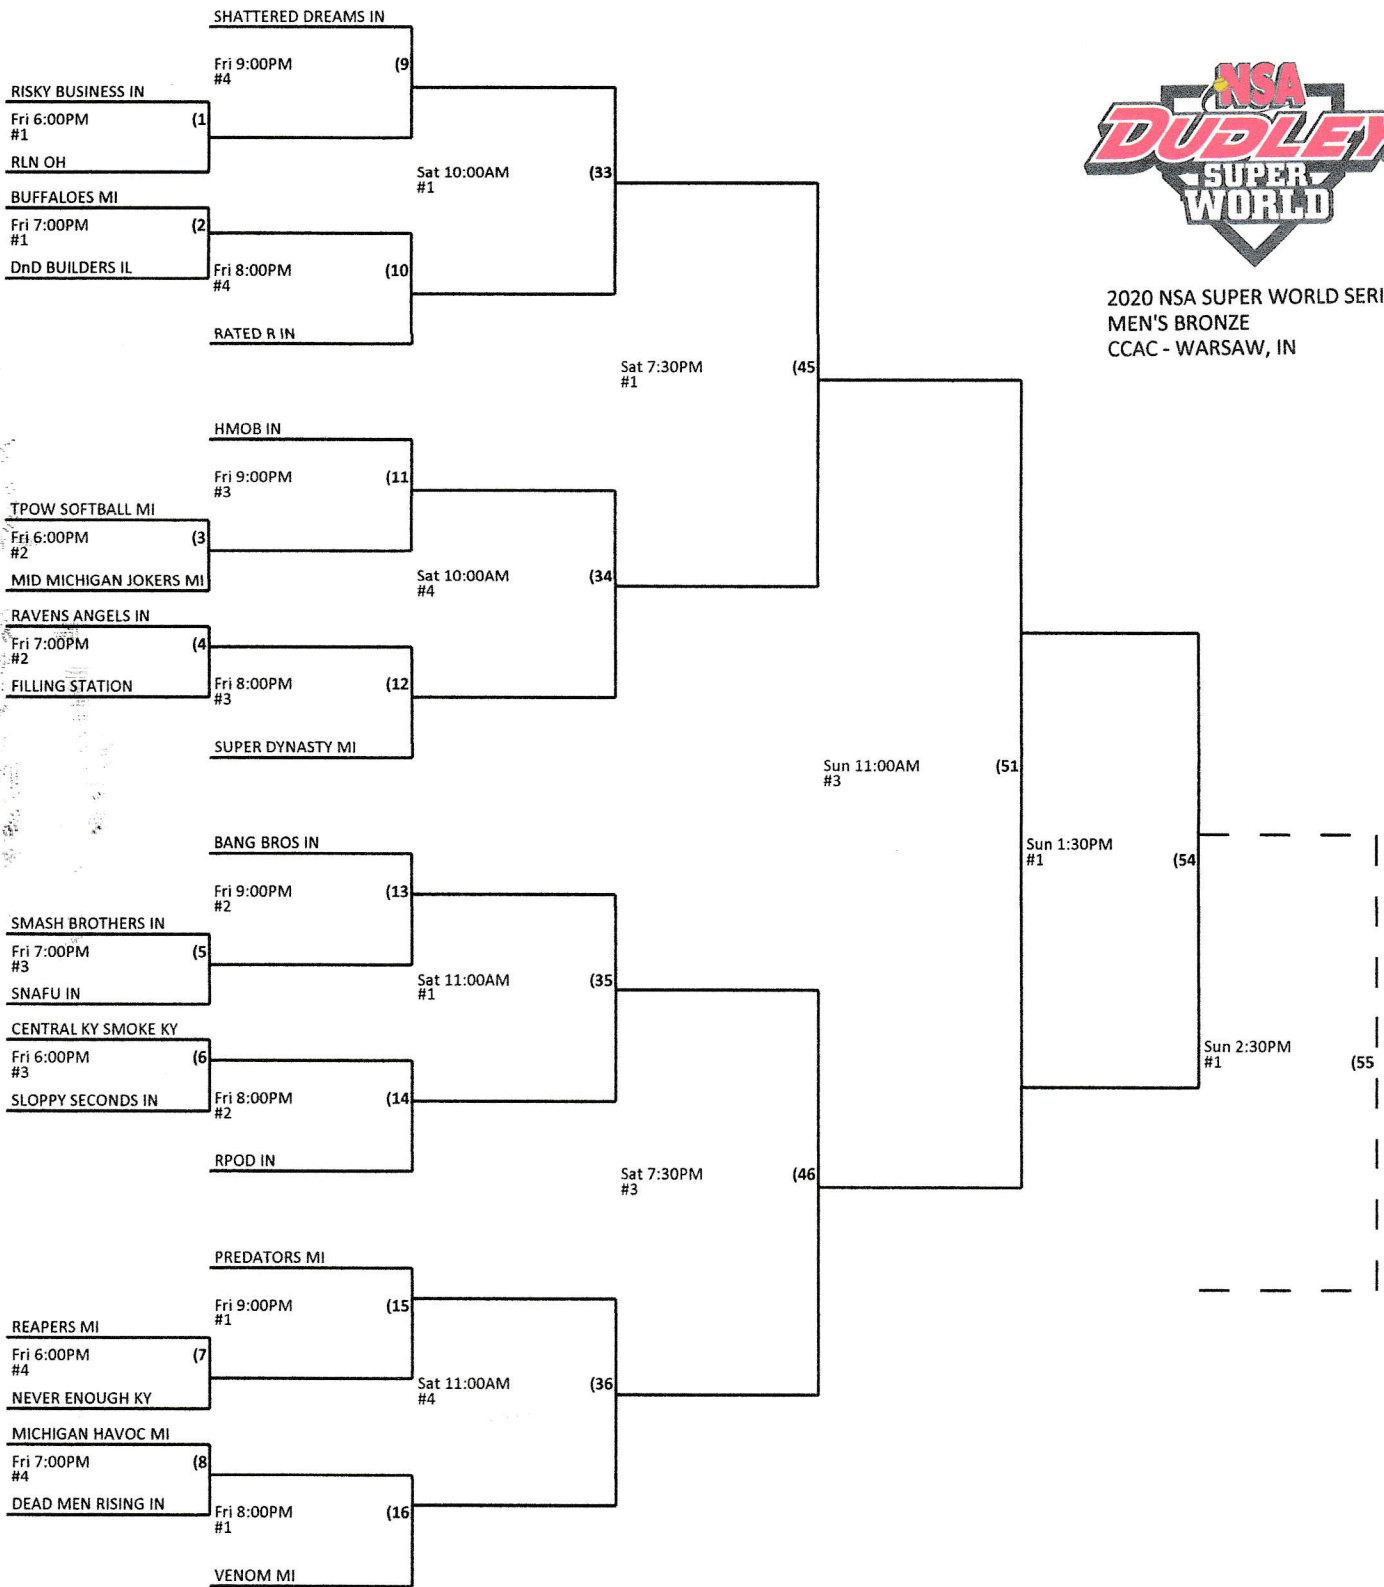 SHATTERED DREAMS IN
Fri 9:00PM (9
#4
RISKY BUSINESS IN
Fri 6:00PM (1
#1
RLN OH
BUFFALOES MI
Fri 7:00PM (2
#1
DnD BUILDERS IL
Fri 8:00PM (10
#4
RATED R IN
Sat 10:00AM (33
#1
NSA
DUDLEY
SUPER
WORLD
2020 NSA SUPER WORLD SERI
MEN'S BRONZE
CCAC - WARSAW, IN
Sat 7:30PM (45
#1
HMOB IN
Fri 9:00PM (11
#3
TPOW SOFTBALL MI
Fri 6:00PM (3
#2
MID MICHIGAN JOKERS MI
Sat 10:00AM (34
#4
RAVENS ANGELS IN
Fri 7:00PM (4
#2
FILLING STATION
Fri 8:00PM (12
#3
SUPER DYNASTY MI
Sun 11:00AM (51
#3
BANG BROS IN
Fri 9:00PM (13
#2
SMASH BROTHERS IN
Fri 7:00PM (5
#3
SNAFU IN
Sat 11:00AM (35
#1
Sun 1:30PM (54
#1
CENTRAL KY SMOKE KY
Fri 6:00PM (6
#3
SLOPPY SECONDS IN
Fri 8:00PM (14
#2
RPOD IN
Sun 2:30PM (55
#1
Sat 7:30PM (46
#3
PREDATORS MI
Fri 9:00PM (15
#1
REAPERS MI
Fri 6:00PM (7
#4
NEVER ENOUGH KY
Sat 11:00AM (36
#4
MICHIGAN HAVOC MI
Fri 7:00PM (8
#4
DEAD MEN RISING IN
Fri 8:00PM (16
#1
VENOM MI